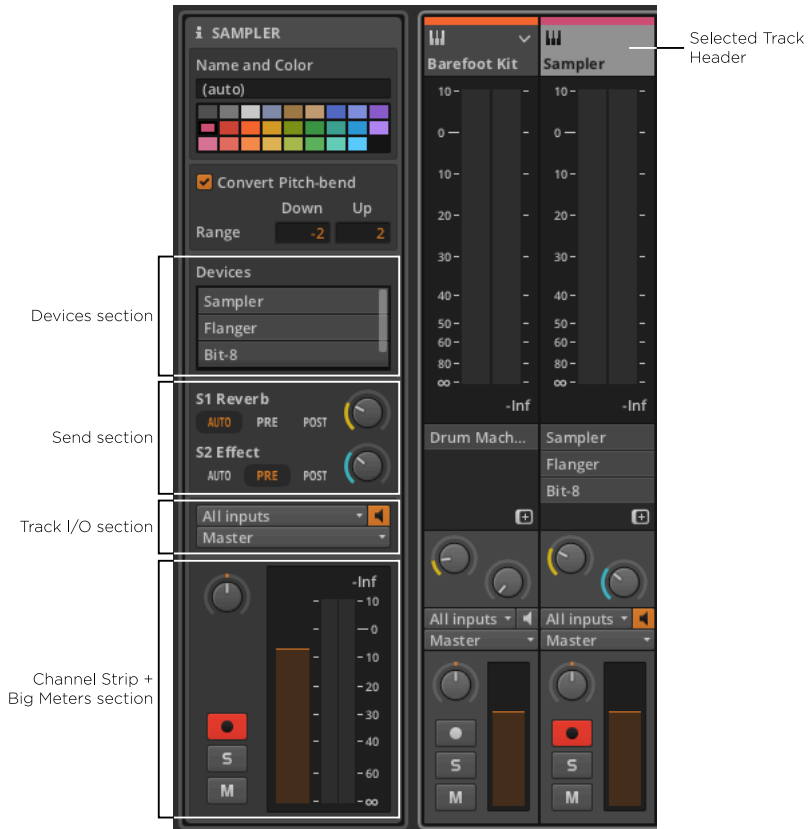 i SAMPLER
Name and Color
(auto)
Convert Pitch-bend
Down Up
Range -2 2
Devices
Sampler
Flanger
Bit-8
S1 Reverb
AUTO PRE POST
S2 Effect
AUTO PRE POST
All inputs
Master
-Inf
10
0
10
20
30
40
60
∞
S
M
Devices section
Send section
Track I/O section
Channel Strip +
Big Meters section
Barefoot Kit
10
0
10
20
30
40
50
60
80
∞
-Inf
Drum Mach...
All inputs
Master
S
M
Sampler
10
0
10
20
30
40
50
60
80
∞
-Inf
Sampler
Flanger
Bit-8
All inputs
Master
S
M
Selected Track
Header